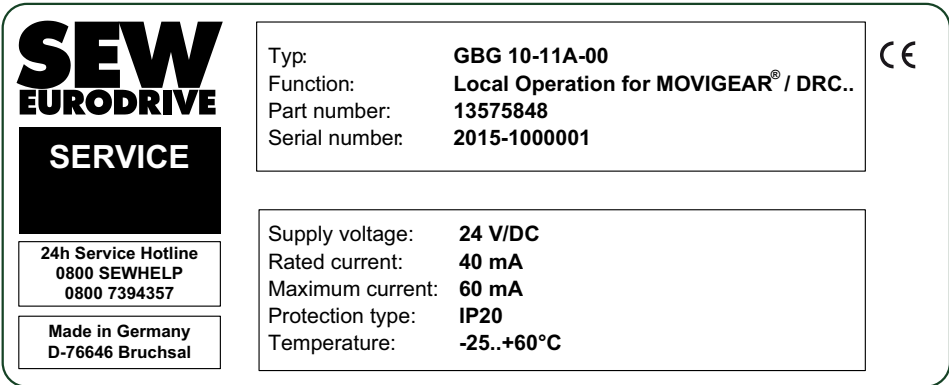 SEW
EURODRIVE
SERVICE
24h Service Hotline
0800 SEWHELP
0800 7394357
Made in Germany
D-76646 Bruchsal
Typ: GBG 10-11A-00
Function: Local Operation for MOVIGEAR® / DRC..
Part number: 13575848
Serial number: 2015-1000001
Supply voltage: 24 V/DC
Rated current: 40 mA
Maximum current: 60 mA
Protection type: IP20
Temperature: -25..+60°C
CE